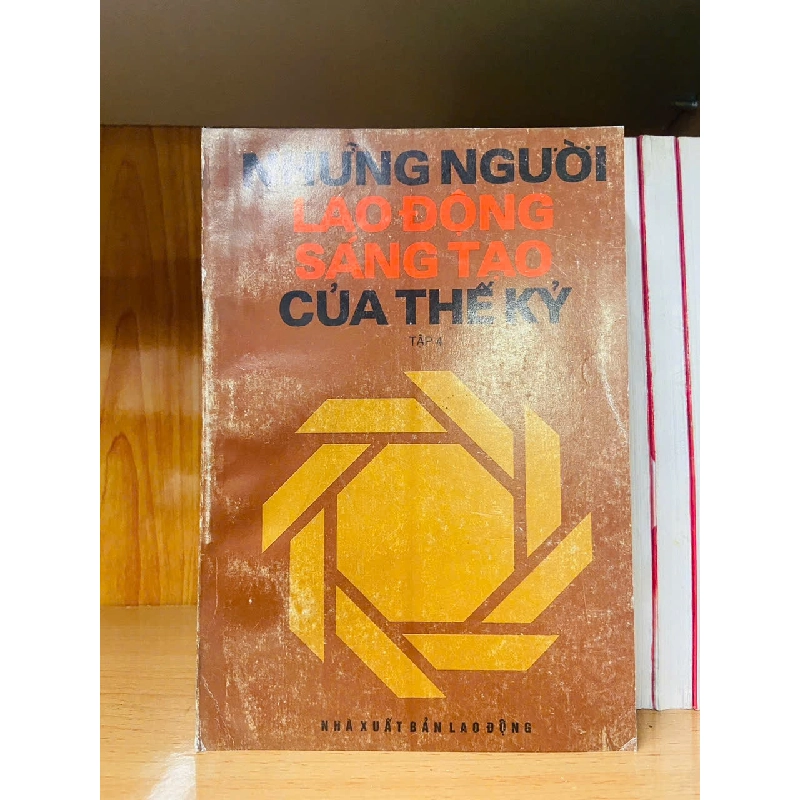 NHỮNG NGƯỜI
LAO ĐỘNG
SÁNG TẠO
CỦA THẾ KỶ
TẬP 4
NHÀ XUẤT BẢN LAO ĐỘNG